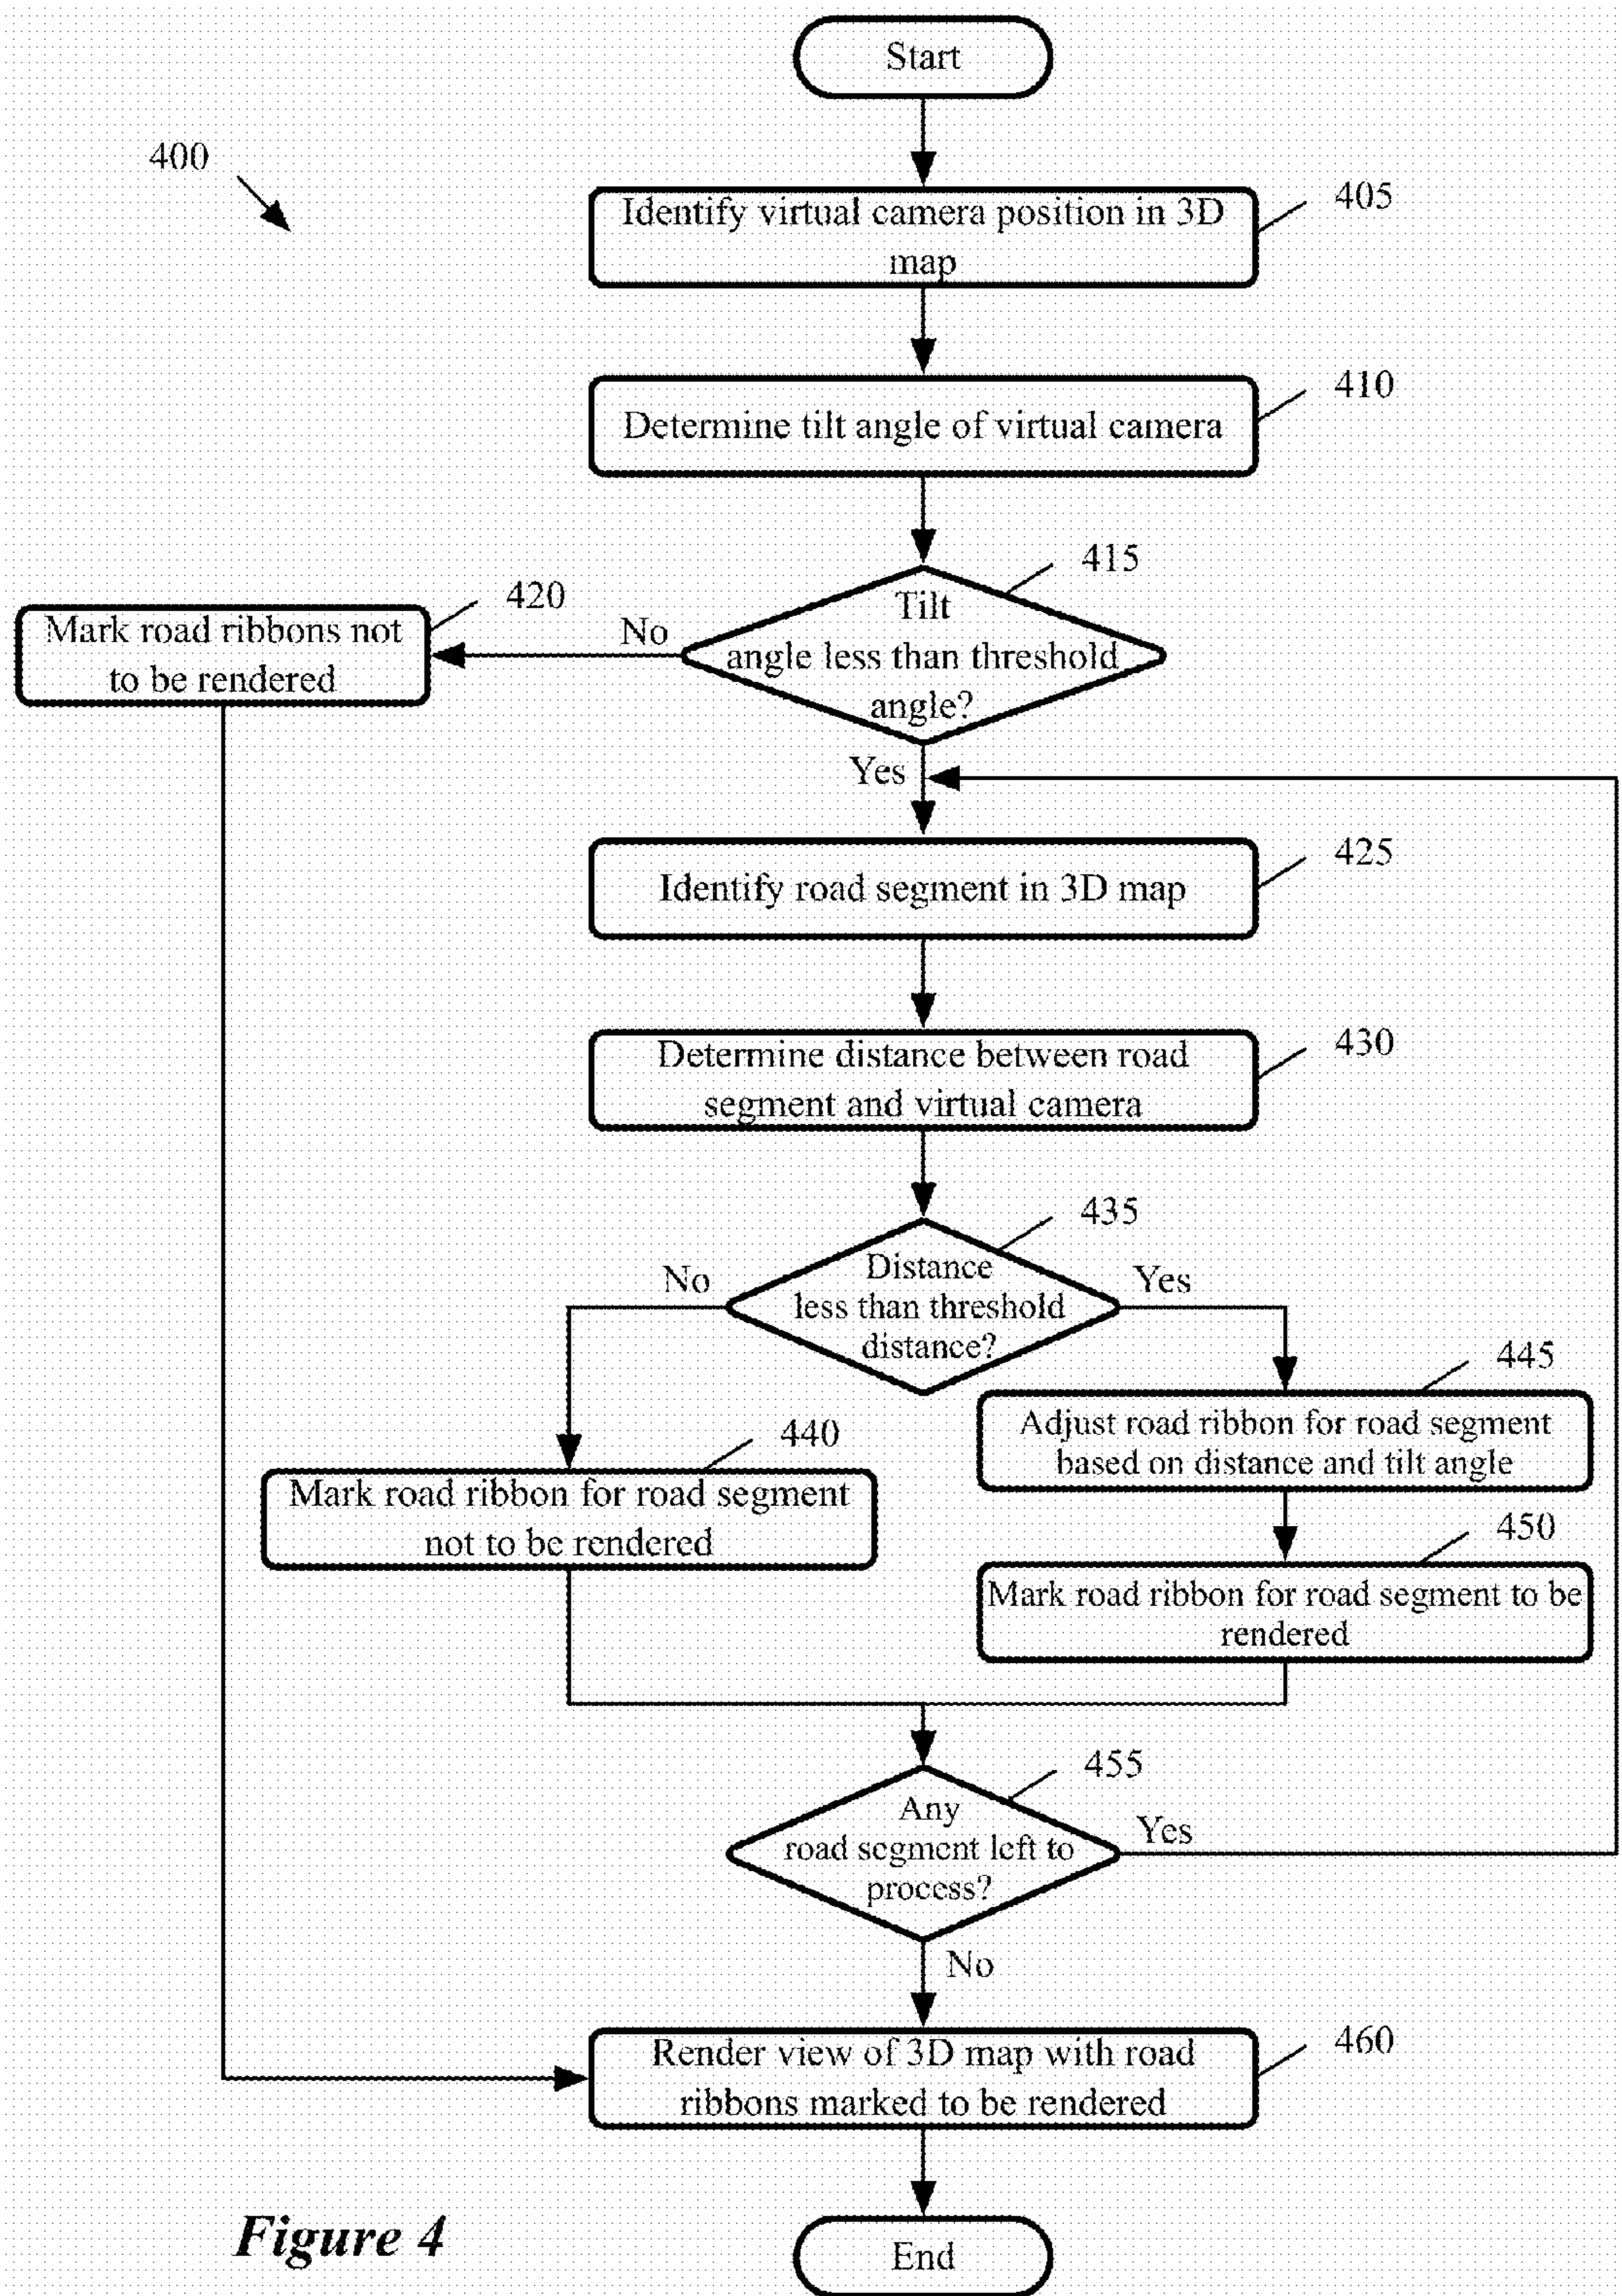 Start
400
Identify virtual camera position in 3D
map
405
Determine tilt angle of virtual camera
410
Tilt
angle less than threshold
angle?
415
No
Mark road ribbons not
to be rendered
420
Yes
Identify road segment in 3D map
425
Determine distance between road
segment and virtual camera
430
Distance
less than threshold
distance?
435
No
Yes
Mark road ribbon for road segment
not to be rendered
440
Adjust road ribbon for road segment
based on distance and tilt angle
445
Mark road ribbon for road segment to be
rendered
450
Any
road segment left to
process?
455
Yes
No
Render view of 3D map with road
ribbons marked to be rendered
460
End
Figure 4